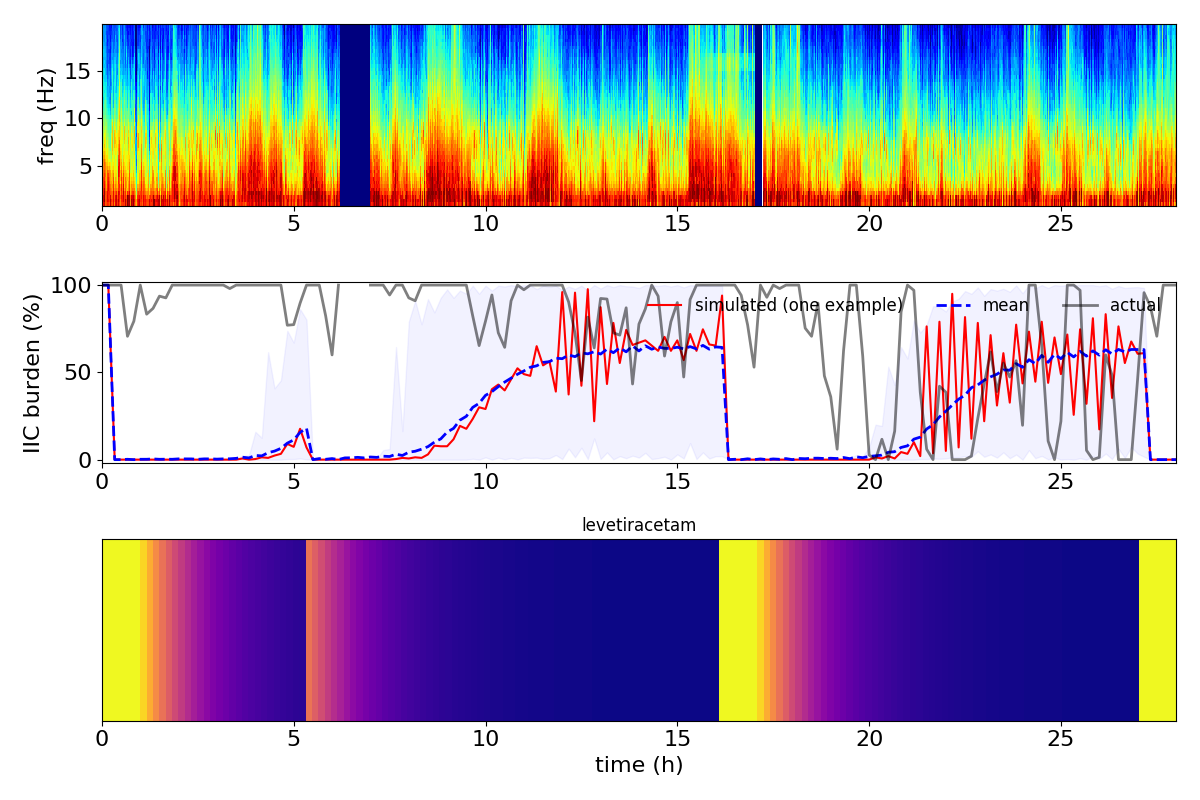 freq (Hz)
15
10
5
0 5 10 15 20 25
IIC burden (%)
100
50
0
simulated (one example) mean actual
0 5 10 15 20 25
levetiracetam
0 5 10 15 20 25
time (h)